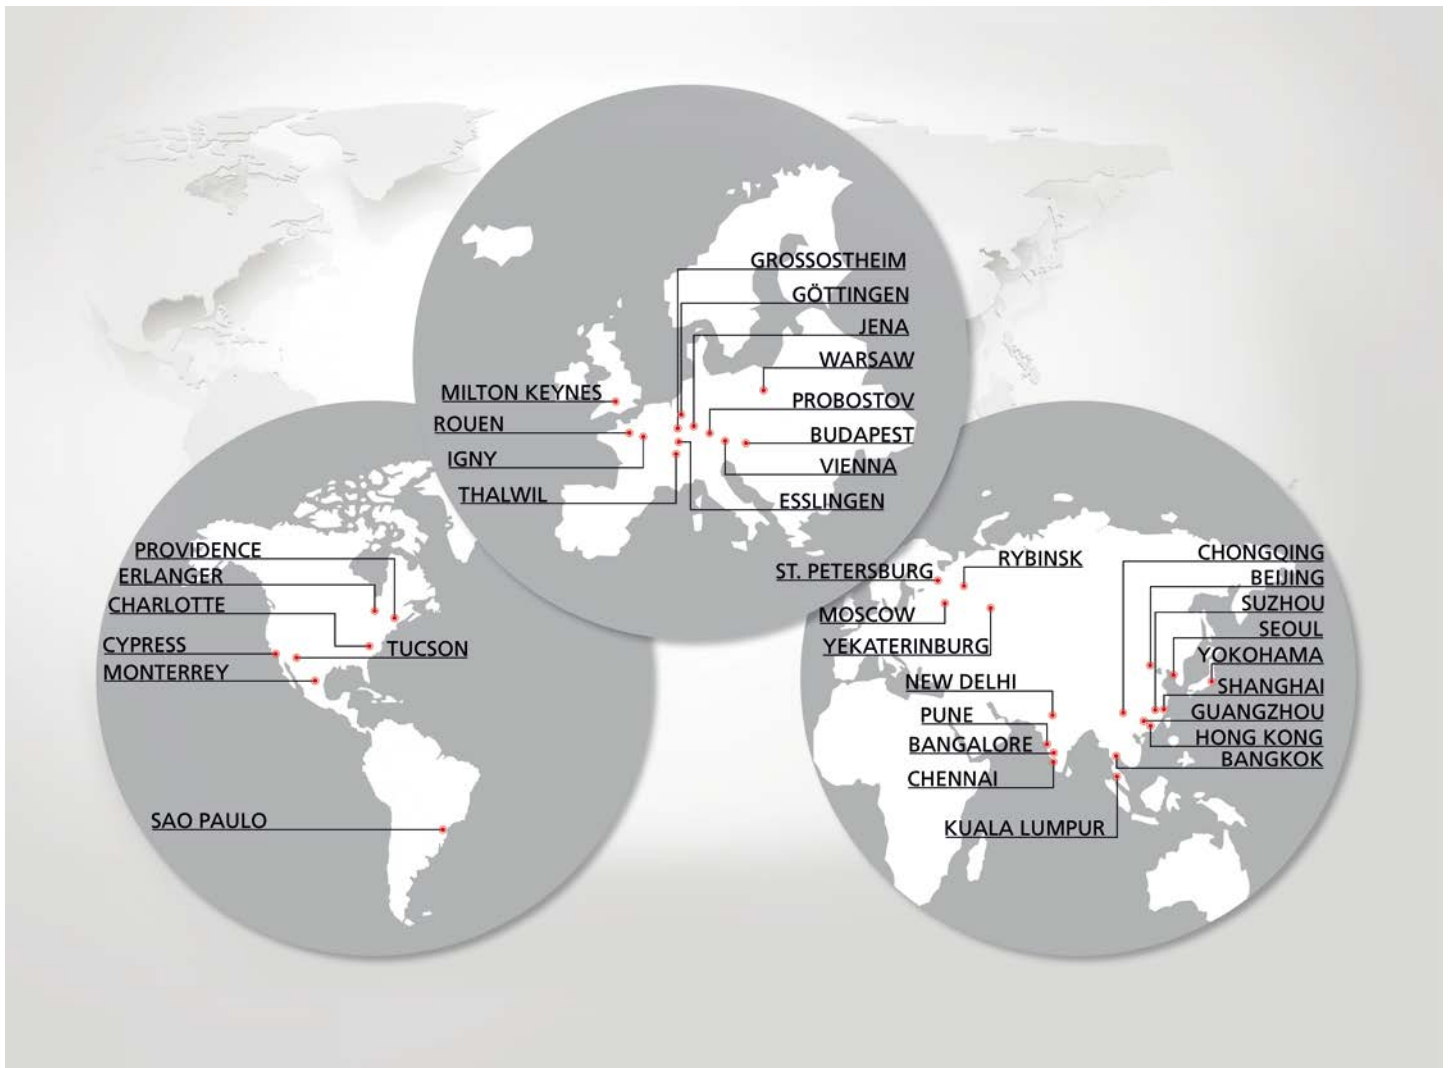 GROSSOSTHEIM
GÖTTINGEN
JENA
WARSAW
MILTON KEYNES
PROBOSTOV
ROUEN
BUDAPEST
IGNY
VIENNA
THALWIL
ESSLINGEN
PROVIDENCE
ERLANGER
CHARLOTTE
CYPRESS
TUCSON
MONTERREY
SAO PAULO
ST. PETERSBURG
RYBINSK
MOSCOW
YEKATERINBURG
NEW DELHI
PUNE
BANGALORE
CHENNAI
KUALA LUMPUR
CHONGQING
BEIJING
SUZHOU
SEOUL
YOKOHAMA
SHANGHAI
GUANGZHOU
HONG KONG
BANGKOK